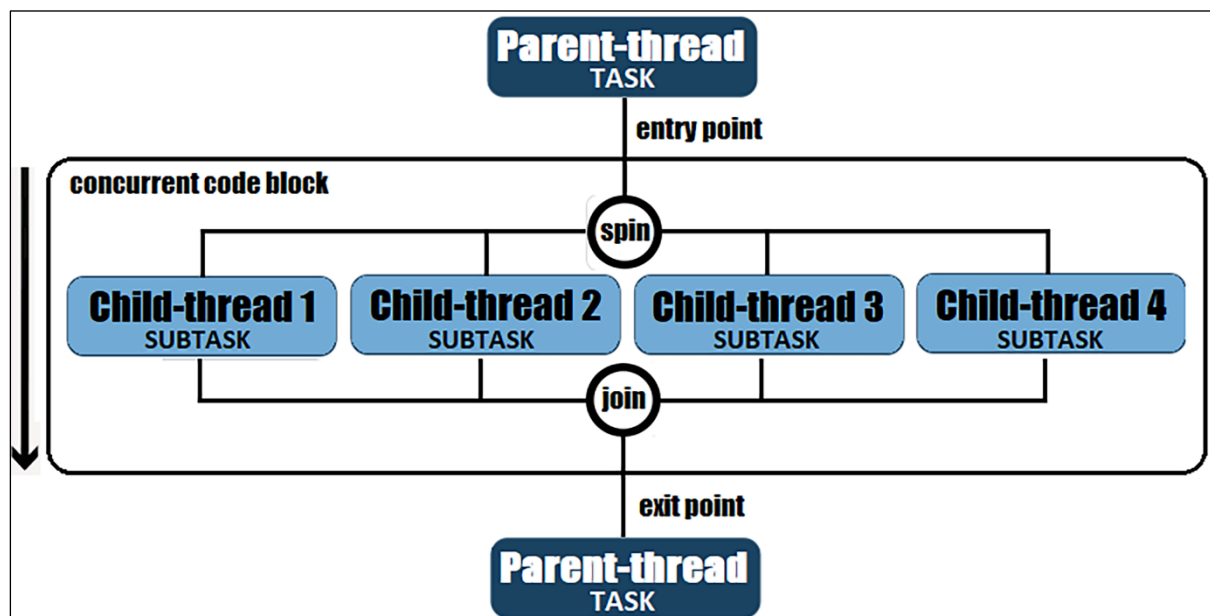 Parent-thread
TASK
entry point
concurrent code block
spin
Child-thread 1
SUBTASK
Child-thread 2
SUBTASK
Child-thread 3
SUBTASK
Child-thread 4
SUBTASK
join
exit point
Parent-thread
TASK